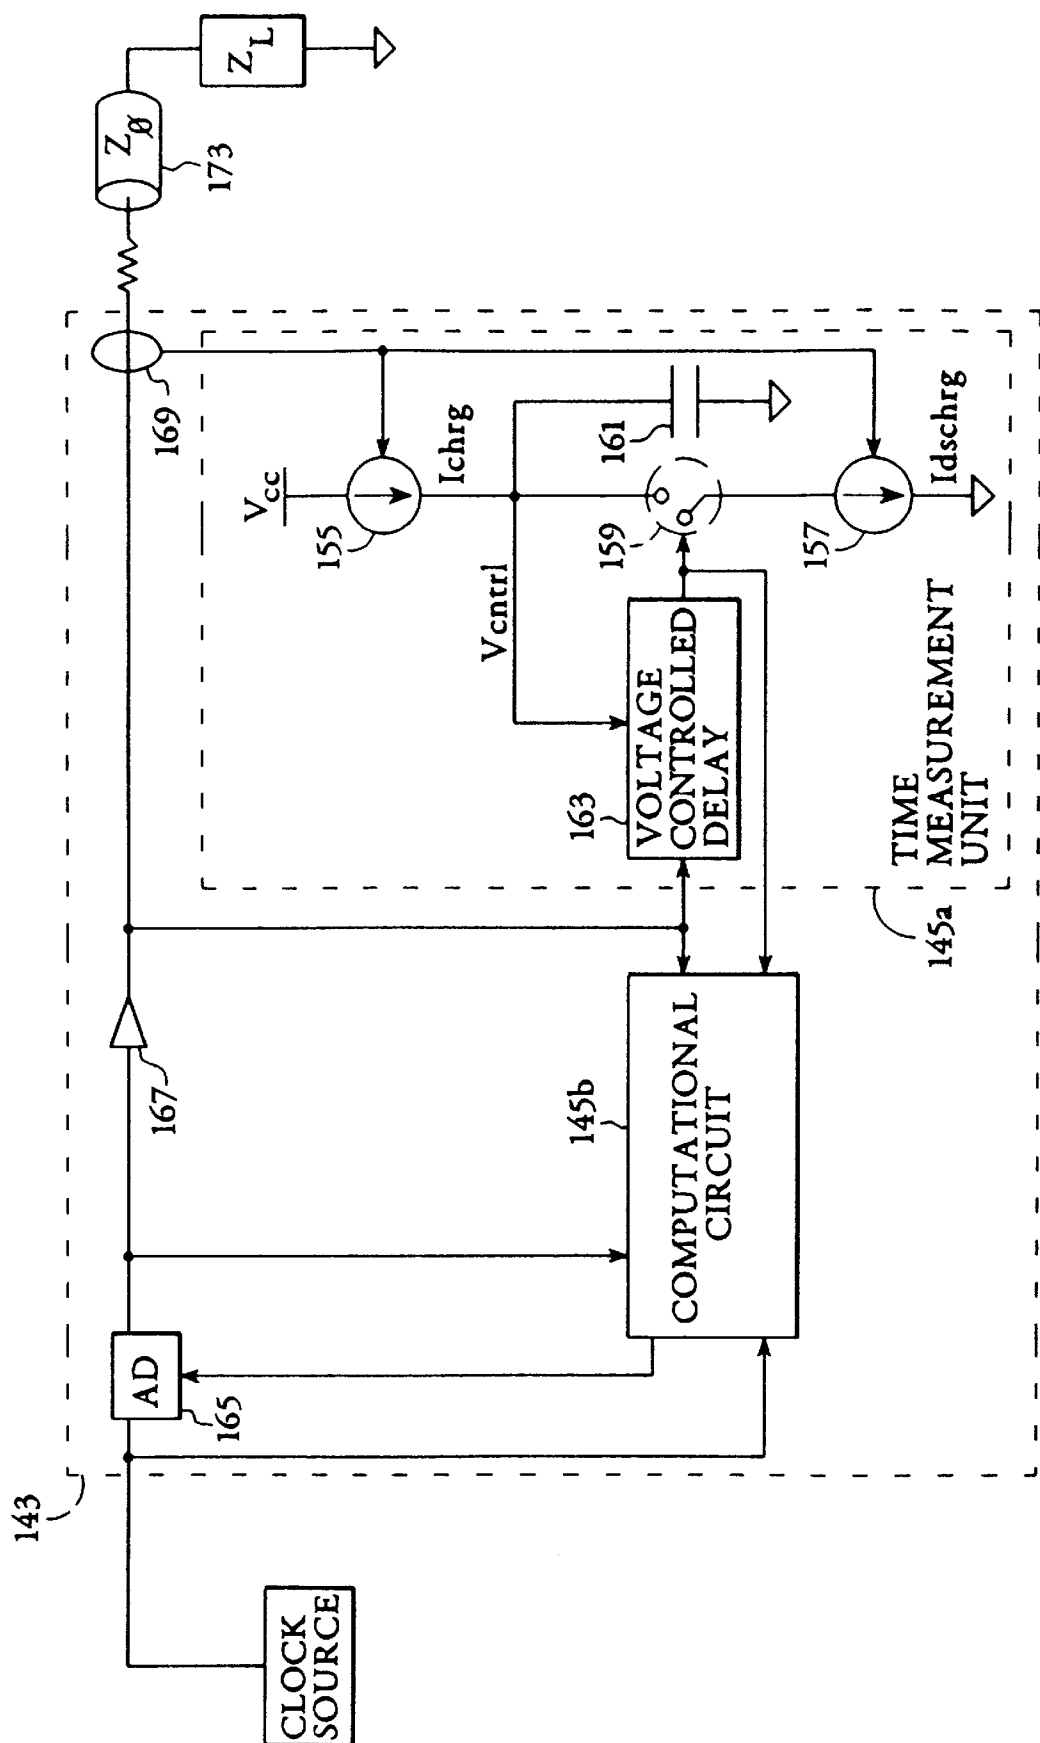 143
CLOCK
SOURCE
AD
165
167
169
Z0̸
173
ZL
Vcc
155
Ichrg
Vcntrl
159
161
163
VOLTAGE
CONTROLLED
DELAY
157
Idschrg
145b
COMPUTATIONAL
CIRCUIT
145a
TIME
MEASUREMENT
UNIT